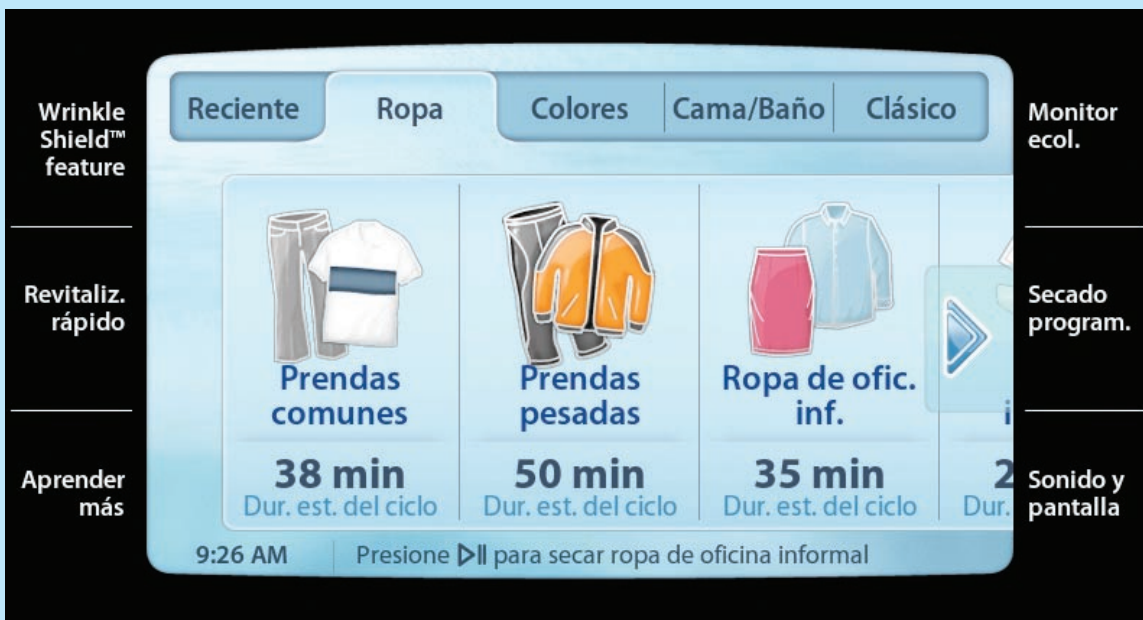 Wrinkle
Shield™
feature
Revitaliz.
rápido
Aprender
más
Reciente Ropa Colores Cama/Baño Clásico
Prendas
comunes
38 min
Dur. est. del ciclo
Prendas
pesadas
50 min
Dur. est. del ciclo
Ropa de ofic.
inf.
35 min
Dur. est. del ciclo
i
2
Dur.
9:26 AM Presione ▷|| para secar ropa de oficina informal
Monitor
ecol.
Secado
program.
Sonido y
pantalla